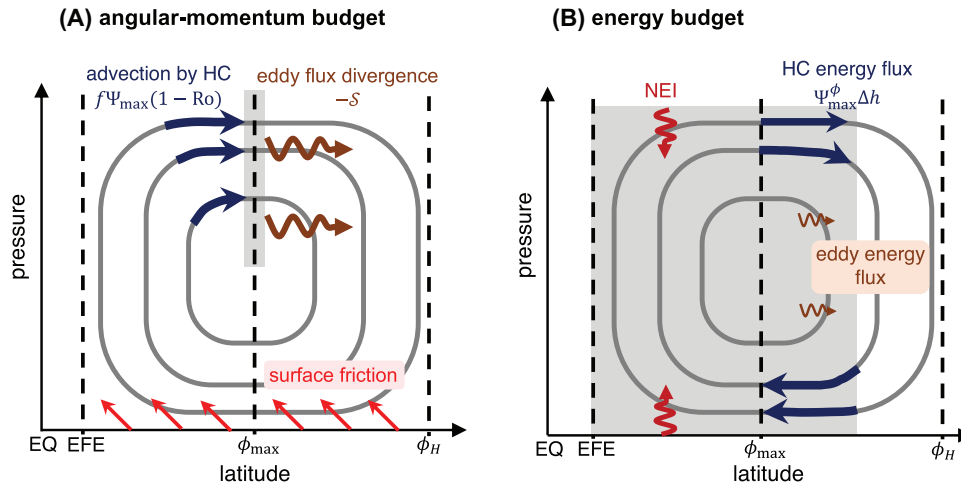 (A) angular-momentum budget
advection by HC
fΨmax(1 − Ro)
eddy flux divergence
−𝒮
pressure
surface friction
EQ EFE ϕmax ϕH
latitude
(B) energy budget
NEI
HC energy flux
Ψ^ϕ_maxΔh
pressure
eddy energy
flux
EQ EFE ϕmax ϕH
latitude